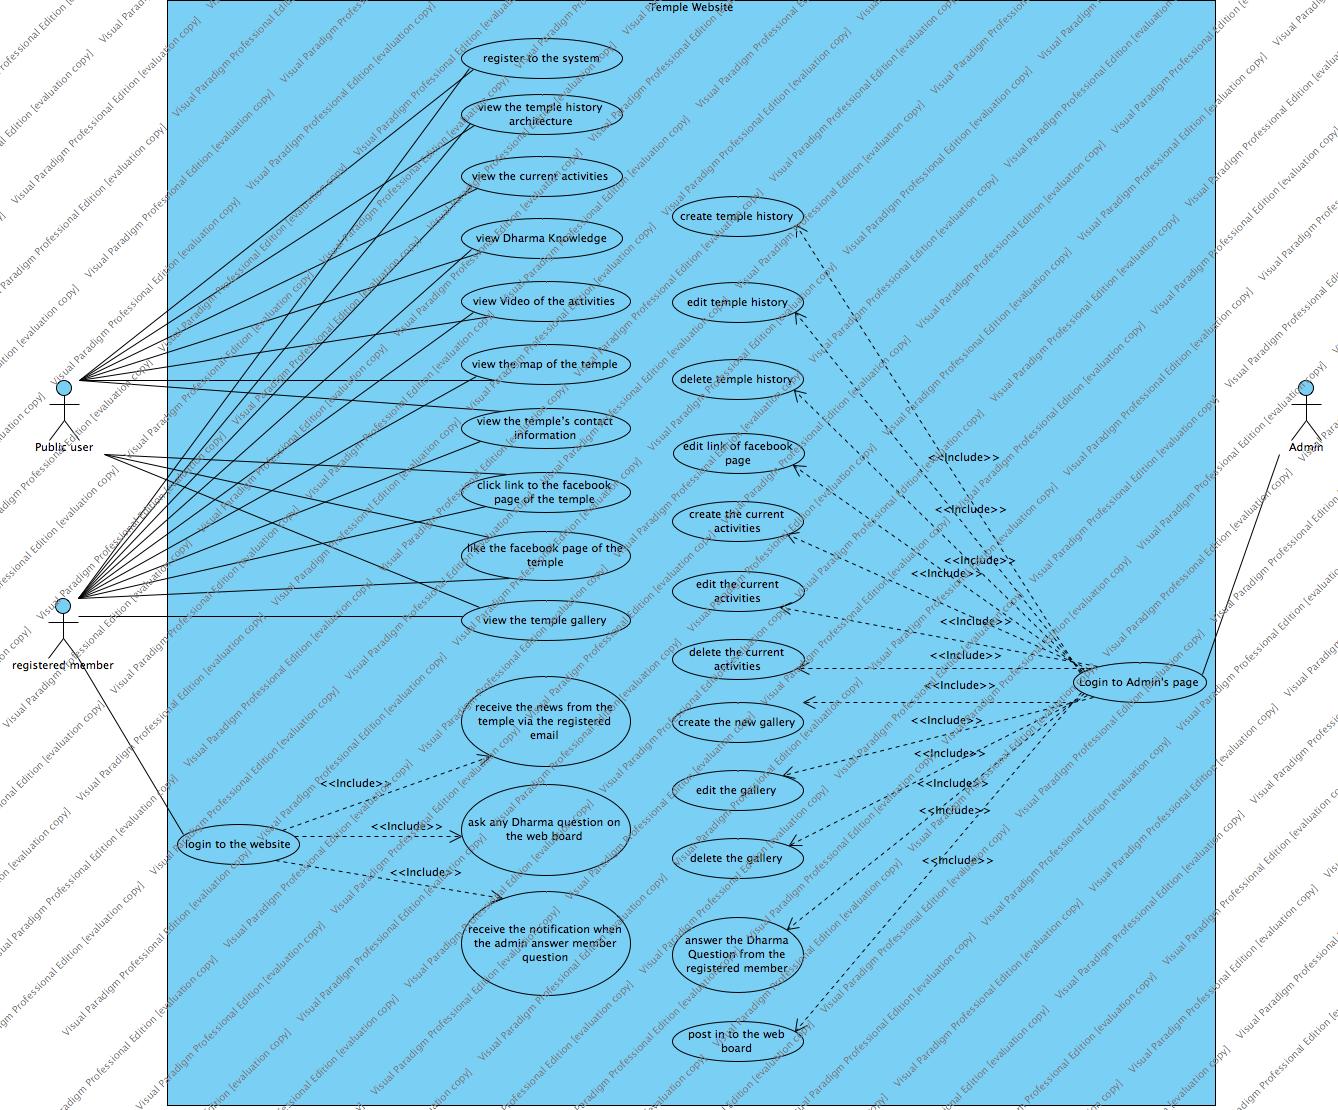 Temple Website
register to the system
view the temple history
architecture
view the current activities
view Dharma Knowledge
view Video of the activities
view the map of the temple
view the temple's contact
information
click link to the facebook
page of the temple
like the facebook page of the
temple
view the temple gallery
receive the news from the
temple via the registered
email
ask any Dharma question on
the web board
receive the notification when
the admin answer member
question
create temple history
edit temple history
delete temple history
edit link of facebook
page
create the current
activities
edit the current
activities
delete the current
activities
create the new gallery
edit the gallery
delete the gallery
answer the Dharma
Question from the
registered member
post in to the web
board
Public user
registered member
login to the website
<<Include>>
<<Include>>
<<Include>>
Admin
Login to Admin's page
<<Include>>
<<Include>>
<<Include>>
<<Include>>
<<Include>>
<<Include>>
<<Include>>
<<Include>>
<<Include>>
<<Include>>
<<Include>>
<<Include>>
Visual Paradigm Professional Edition [evaluation copy]